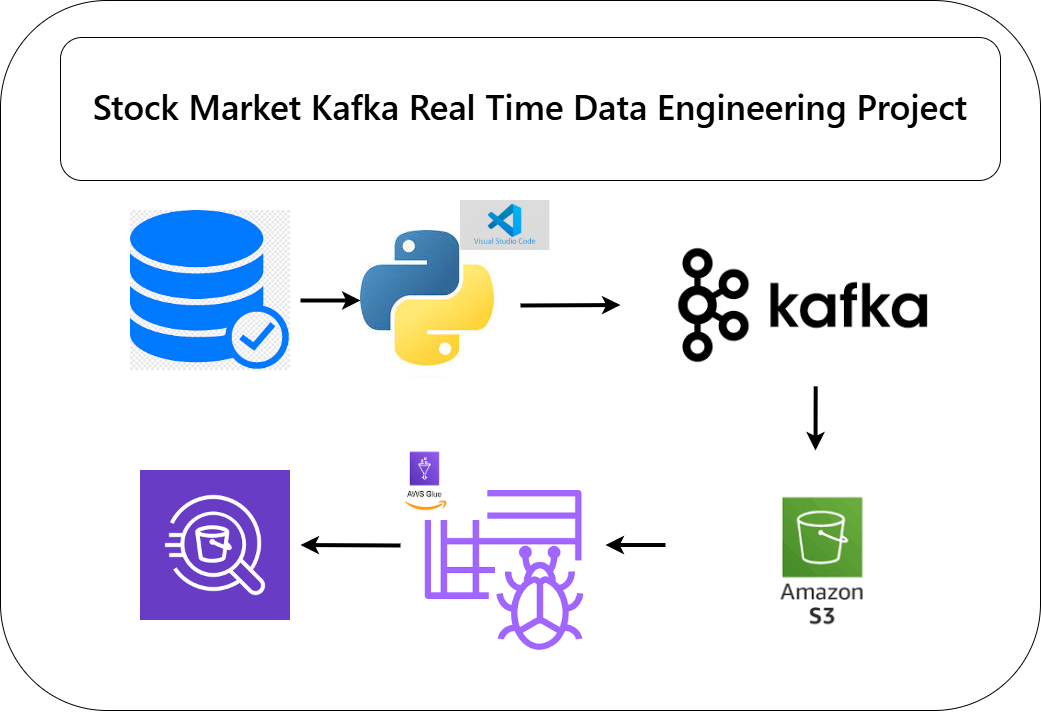 Stock Market Kafka Real Time Data Engineering Project
Visual Studio Code
kafka
AWS Glue
Amazon
S3